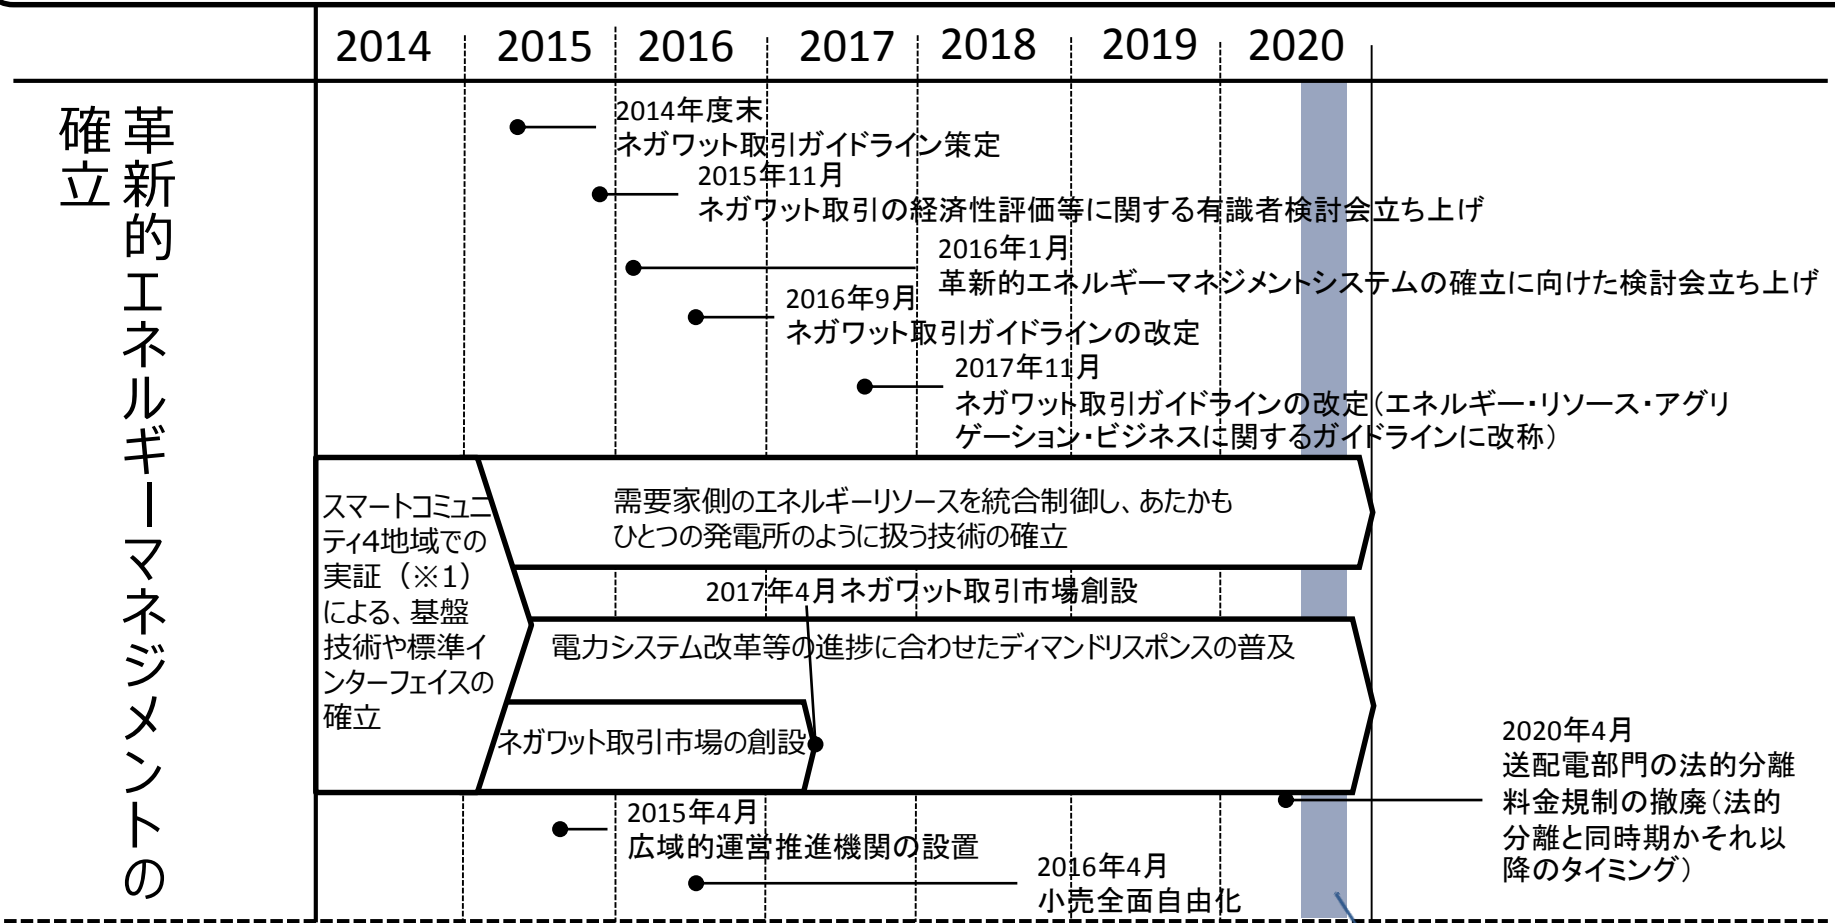 2014 2015 2016 2017 2018 2019 2020
革新的エネルギーマネジメントの
確立
2014年度末
ネガワット取引ガイドライン策定
2015年11月
ネガワット取引の経済性評価等に関する有識者検討会立ち上げ
2016年1月
革新的エネルギーマネジメントシステムの確立に向けた検討会立ち上げ
2016年9月
ネガワット取引ガイドラインの改定
2017年11月
ネガワット取引ガイドラインの改定(エネルギー・リソース・アグリ
ゲーション・ビジネスに関するガイドラインに改称)
スマートコミュニ
ティ4地域での
実証（※1）
による、基盤
技術や標準イ
ンターフェイスの
確立
需要家側のエネルギーリソースを統合制御し、あたかも
ひとつの発電所のように扱う技術の確立
2017年4月ネガワット取引市場創設
電力システム改革等の進捗に合わせたディマンドリスポンスの普及
ネガワット取引市場の創設
2015年4月
広域的運営推進機関の設置
2016年4月
小売全面自由化
2020年4月
送配電部門の法的分離
料金規制の撤廃(法的
分離と同時期かそれ以
降のタイミング)